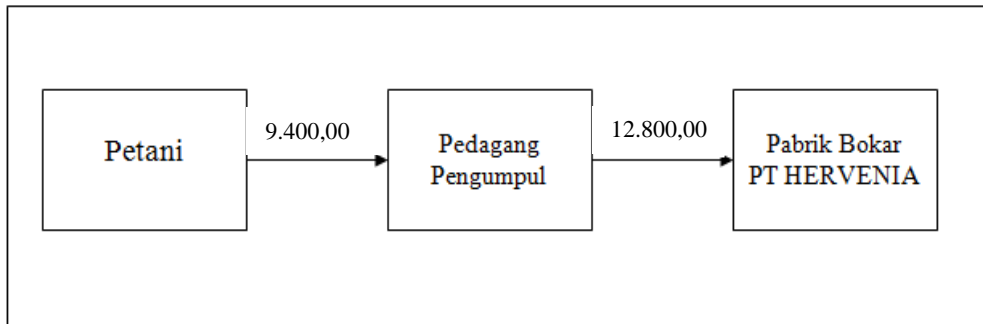 Petani
9.400,00
Pedagang
Pengumpul
12.800,00
Pabrik Bokar
PT HERVENIA